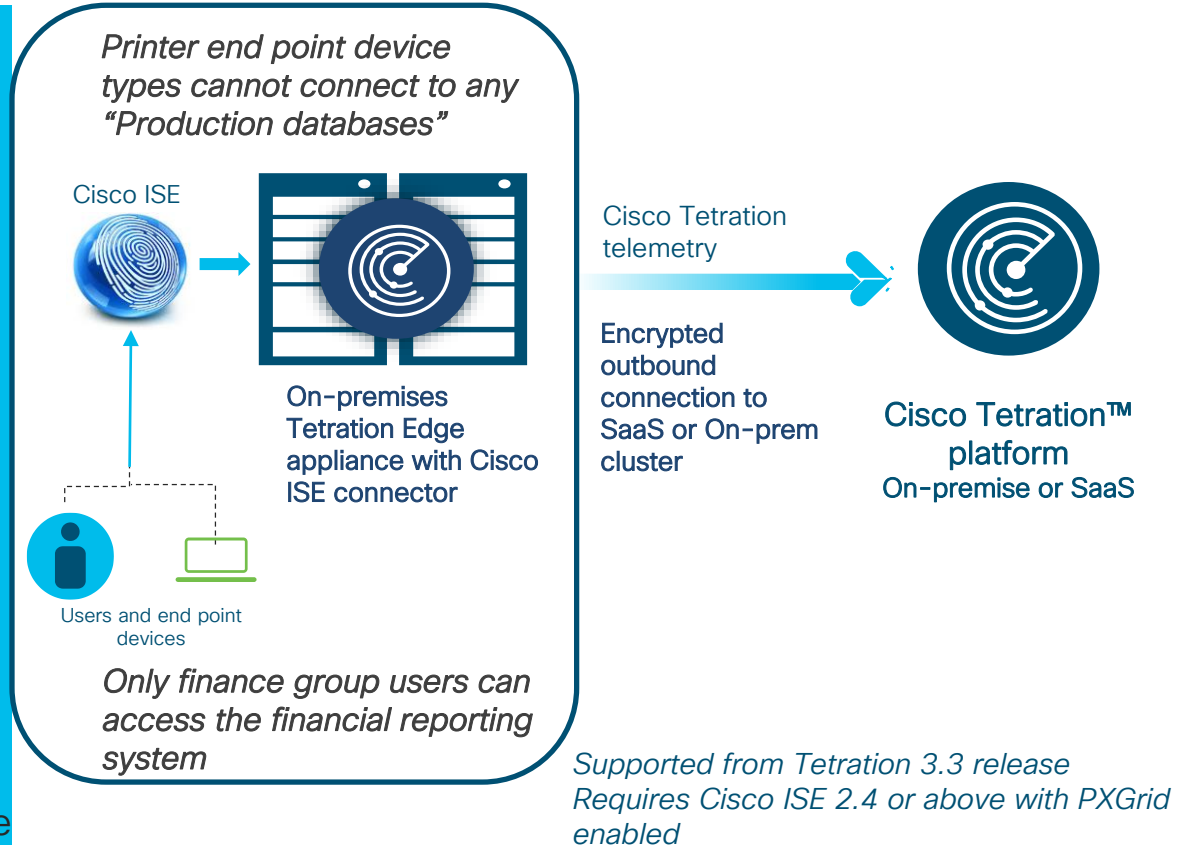 Printer end point device
types cannot connect to any
“Production databases”
Cisco ISE
On-premises
Tetration Edge
appliance with Cisco
ISE connector
Users and end point
devices
Only finance group users can
access the financial reporting
system
Cisco Tetration
telemetry
Encrypted
outbound
connection to
SaaS or On-prem
cluster
Cisco Tetration™
platform
On-premise or SaaS
Supported from Tetration 3.3 release
Requires Cisco ISE 2.4 or above with PXGrid
enabled